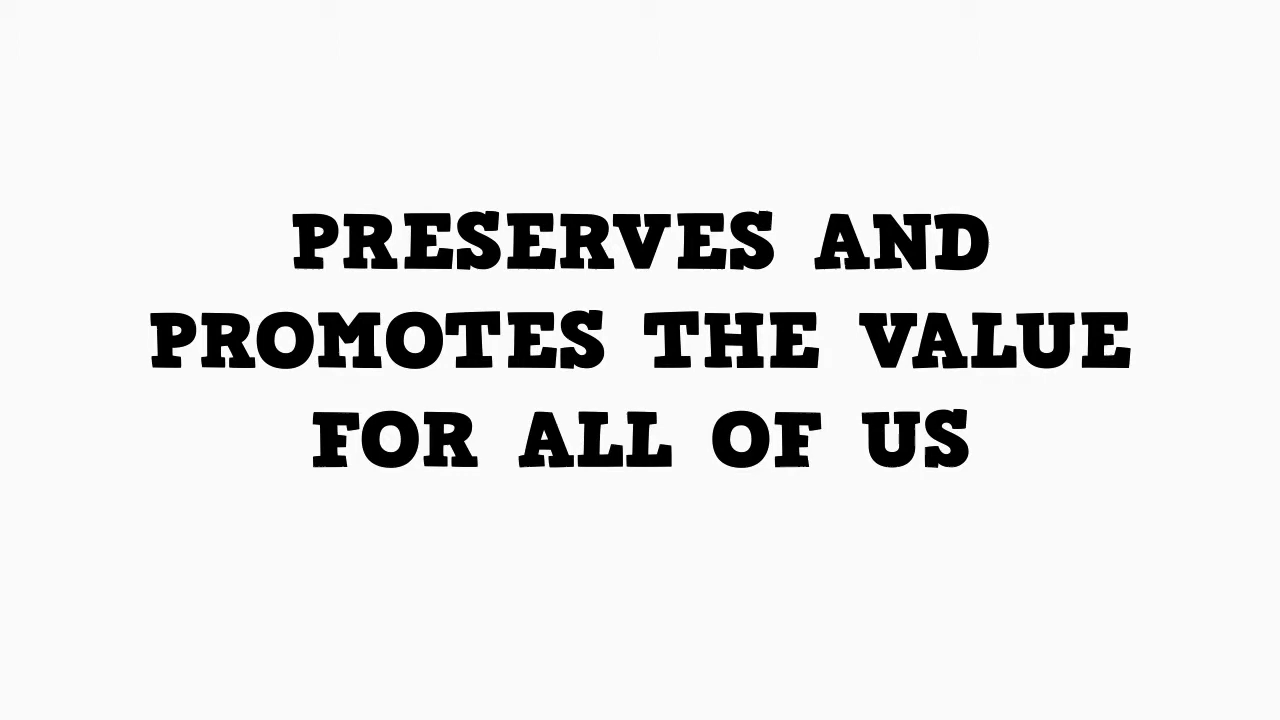 PRESERVES AND
PROMOTES THE VALUE
FOR ALL OF US